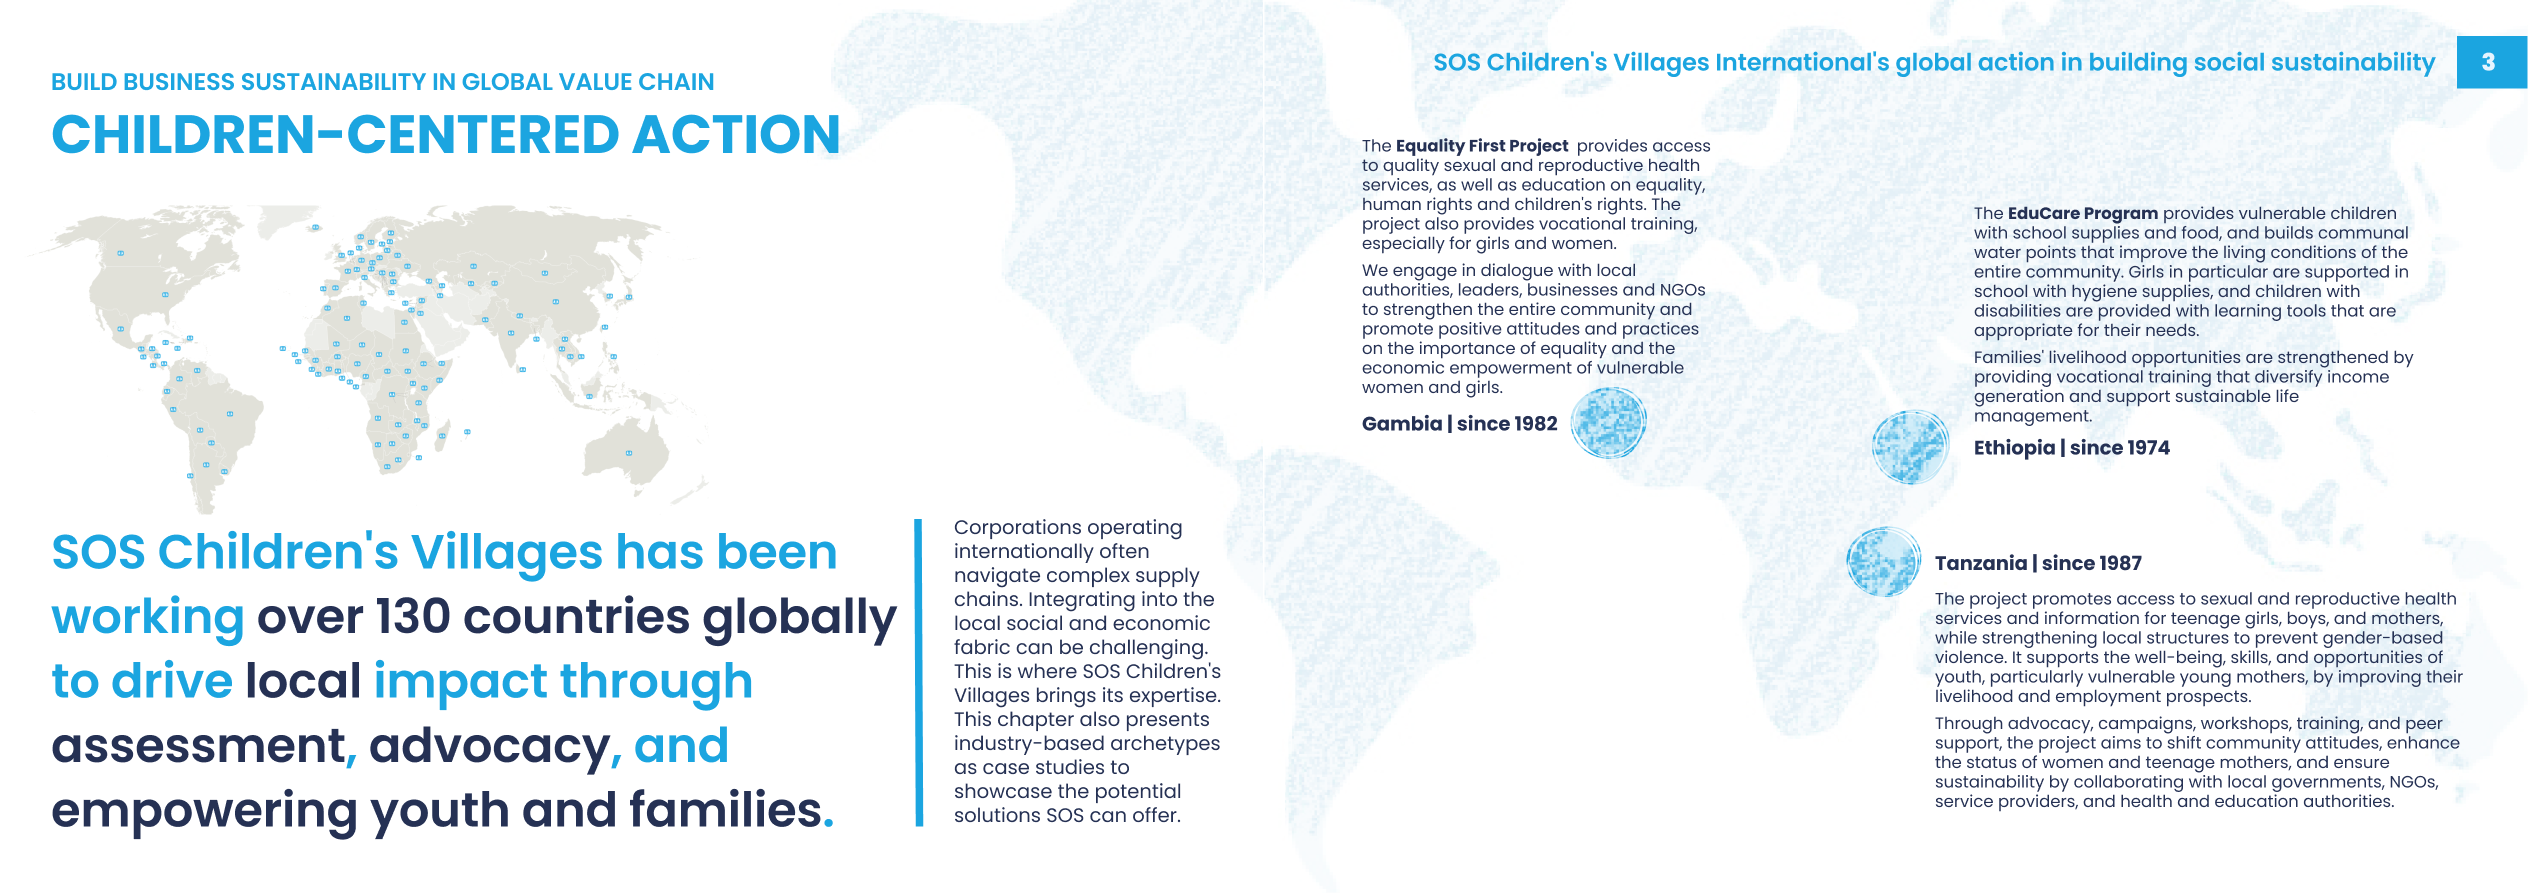 BUILD BUSINESS SUSTAINABILITY IN GLOBAL VALUE CHAIN
CHILDREN-CENTERED ACTION
SOS Children's Villages has been
working over 130 countries globally
to drive local impact through
assessment, advocacy, and
empowering youth and families.
Corporations operating
internationally often
navigate complex supply
chains. Integrating into the
local social and economic
fabric can be challenging.
This is where SOS Children's
Villages brings its expertise.
This chapter also presents
industry-based archetypes
as case studies to
showcase the potential
solutions SOS can offer.
SOS Children's Villages International's global action in building social sustainability
3
The Equality First Project provides access
to quality sexual and reproductive health
services, as well as education on equality,
human rights and children's rights. The
project also provides vocational training,
especially for girls and women.
We engage in dialogue with local
authorities, leaders, businesses and NGOs
to strengthen the entire community and
promote positive attitudes and practices
on the importance of equality and the
economic empowerment of vulnerable
women and girls.
Gambia | since 1982
The EduCare Program provides vulnerable children
with school supplies and food, and builds communal
water points that improve the living conditions of the
entire community. Girls in particular are supported in
school with hygiene supplies, and children with
disabilities are provided with learning tools that are
appropriate for their needs.
Families' livelihood opportunities are strengthened by
providing vocational training that diversify income
generation and support sustainable life
management.
Ethiopia | since 1974
Tanzania | since 1987
The project promotes access to sexual and reproductive health
services and information for teenage girls, boys, and mothers,
while strengthening local structures to prevent gender-based
violence. It supports the well-being, skills, and opportunities of
youth, particularly vulnerable young mothers, by improving their
livelihood and employment prospects.
Through advocacy, campaigns, workshops, training, and peer
support, the project aims to shift community attitudes, enhance
the status of women and teenage mothers, and ensure
sustainability by collaborating with local governments, NGOs,
service providers, and health and education authorities.